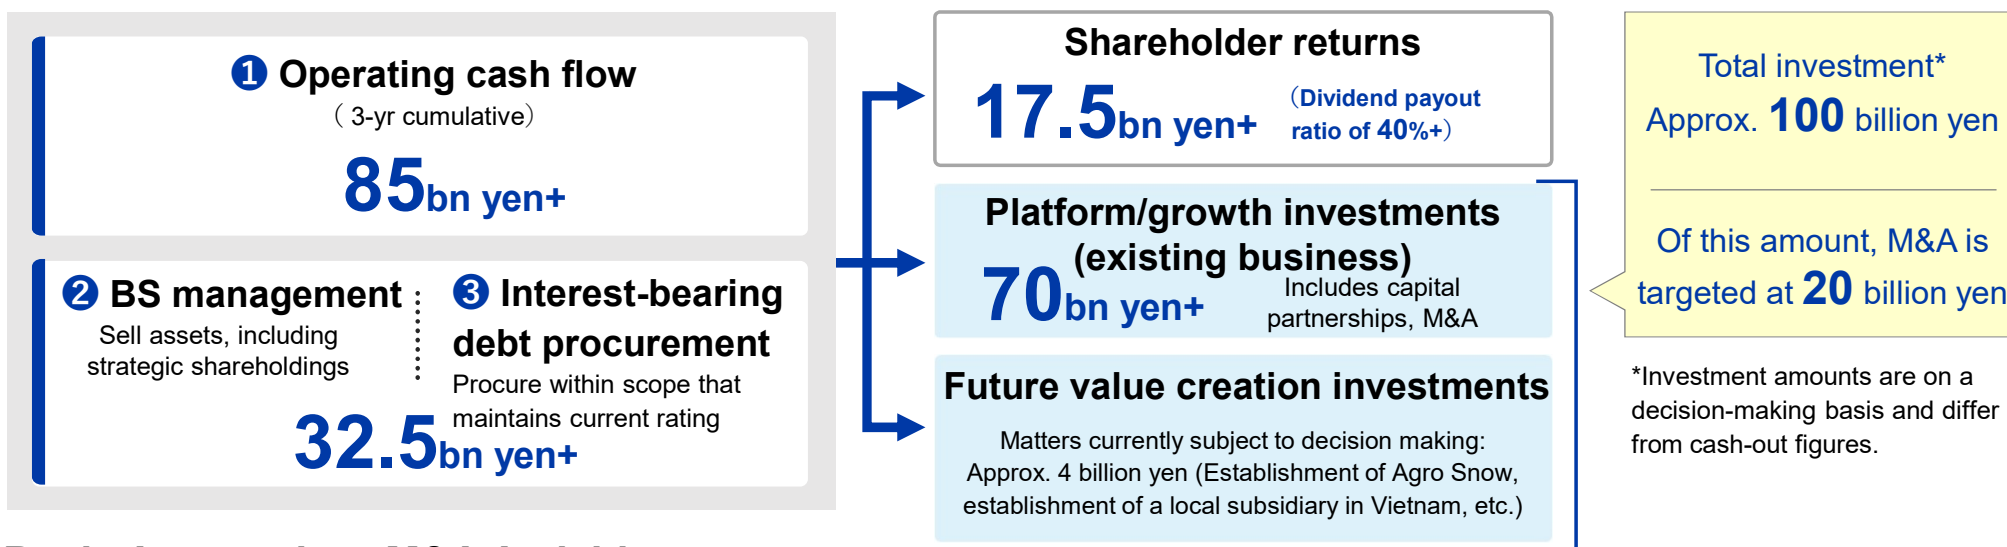 ❶ Operating cash flow
（ 3-yr cumulative）
85bn yen+
❷ BS management
Sell assets, including
strategic shareholdings
❸ Interest-bearing
debt procurement
Procure within scope that
maintains current rating
32.5bn yen+
Shareholder returns
17.5bn yen+
（Dividend payout
ratio of 40%+）
Platform/growth investments
(existing business)
70bn yen+
Includes capital
partnerships, M&A
Future value creation investments
Matters currently subject to decision making:
Approx. 4 billion yen (Establishment of Agro Snow,
establishment of a local subsidiary in Vietnam, etc.)
Total investment*
Approx. 100 billion yen
Of this amount, M&A is
targeted at 20 billion yen
*Investment amounts are on a
decision-making basis and differ
from cash-out figures.